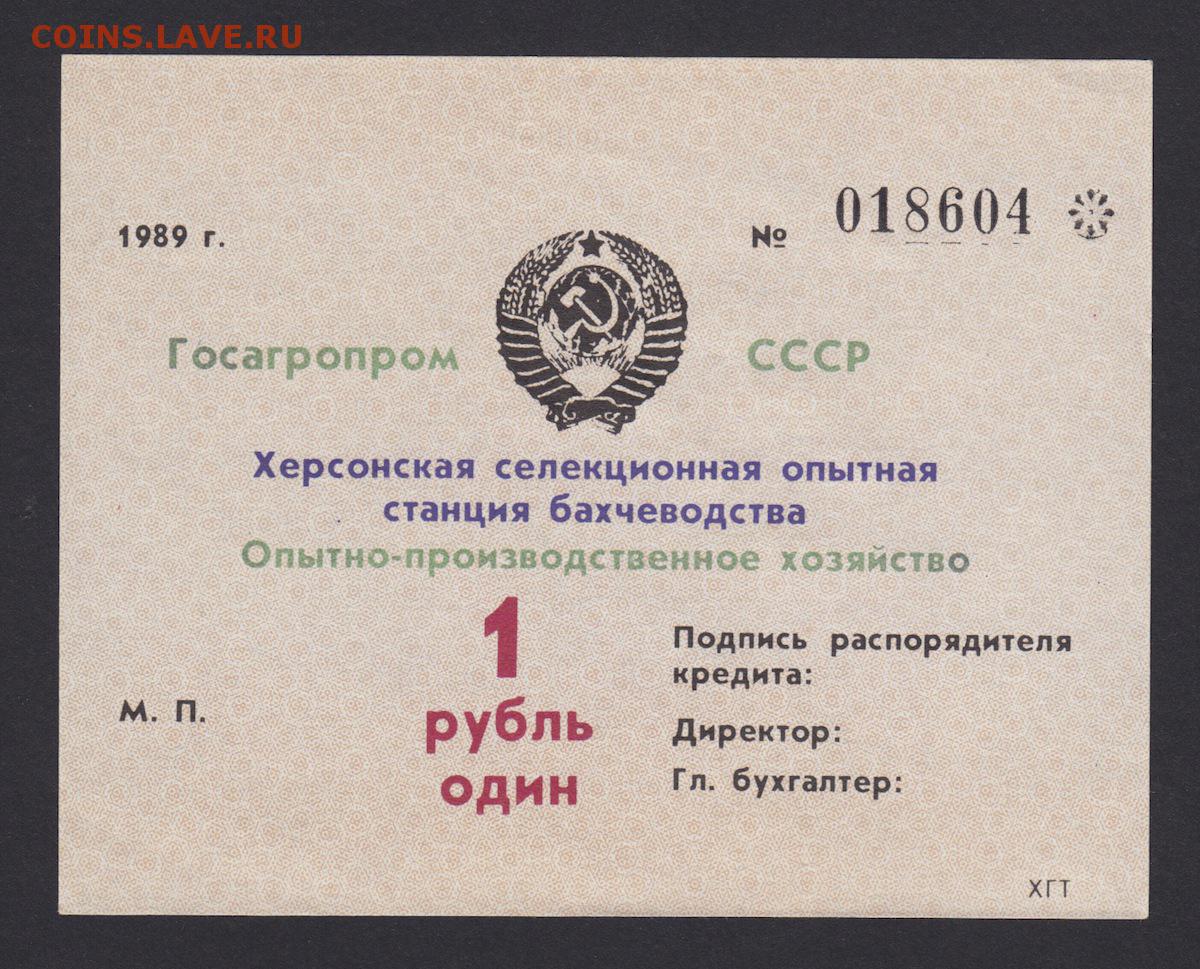 COINS.LAVE.RU
1989 г.
№ 018604
Госагропром СССР
Херсонская селекционная опытная
станция бахчеводства
Опытно-производственное хозяйство
1
рубль
один
М. П.
Подпись распорядителя
кредита:
Директор:
Гл. бухгалтер:
ХГТ